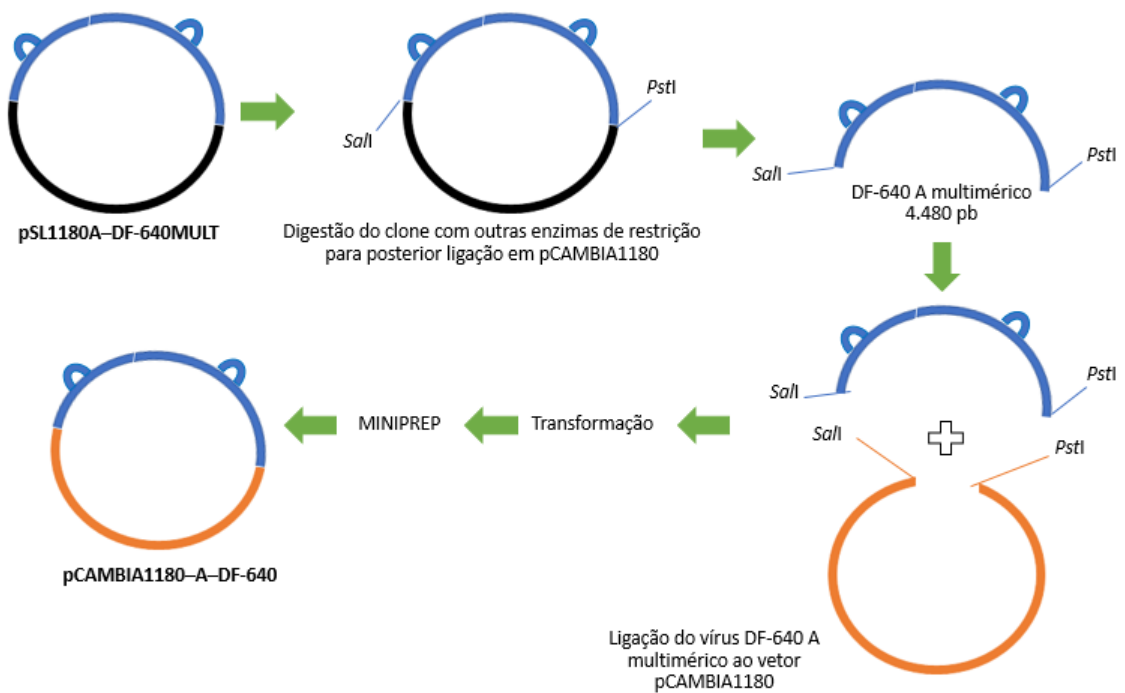 pSL1180A–DF-640MULT
SalI
PstI
Digestão do clone com outras enzimas de restrição
para posterior ligação em pCAMBIA1180
SalI
PstI
DF-640 A multimérico
4.480 pb
SalI
PstI
SalI
PstI
Ligação do vírus DF-640 A
multimérico ao vetor
pCAMBIA1180
Transformação
MINIPREP
pCAMBIA1180–A–DF-640